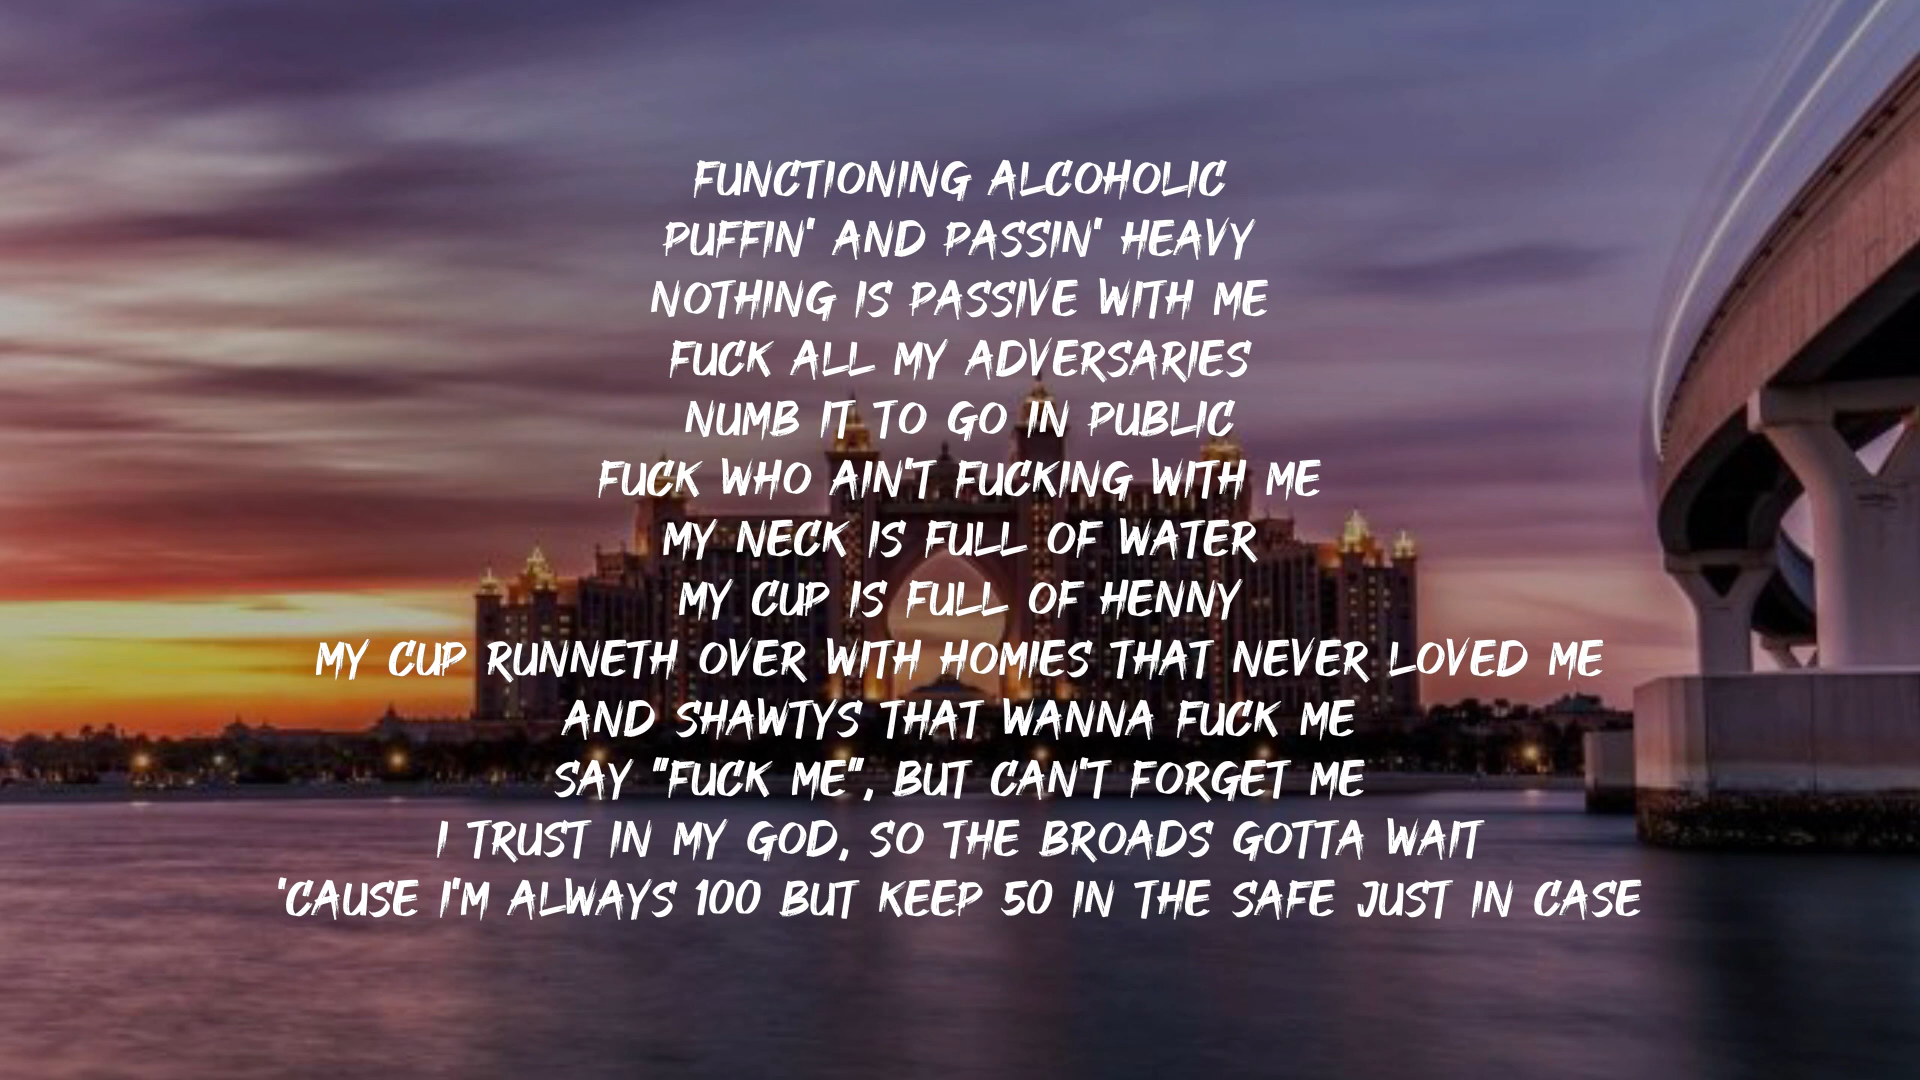 FUNCTIONING ALCOHOLIC
PUFFIN' AND PASSIN' HEAVY
NOTHING IS PASSIVE WITH ME
FUCK ALL MY ADVERSARIES
NUMB IT TO GO IN PUBLIC
FUCK WHO AIN'T FUCKING WITH ME
MY NECK IS FULL OF WATER
MY CUP IS FULL OF HENNY
MY CUP RUNNETH OVER WITH HOMIES THAT NEVER LOVED ME
AND SHAWTYS THAT WANNA FUCK ME
SAY "FUCK ME", BUT CAN'T FORGET ME
I TRUST IN MY GOD, SO THE BROADS GOTTA WAIT
'CAUSE I'M ALWAYS 100 BUT KEEP 50 IN THE SAFE JUST IN CASE